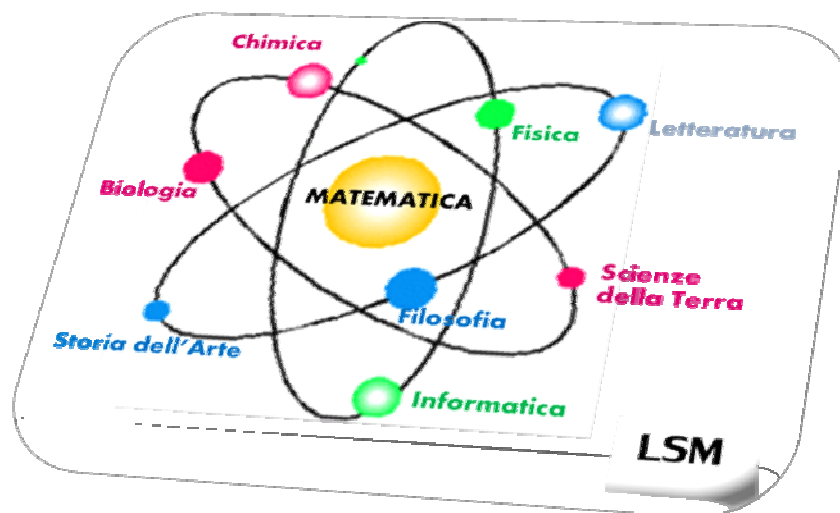 Chimica
Fisica
Letteratura
Biologia
MATEMATICA
Scienze
della Terra
Filosofia
Storia dell'Arte
Informatica
LSM